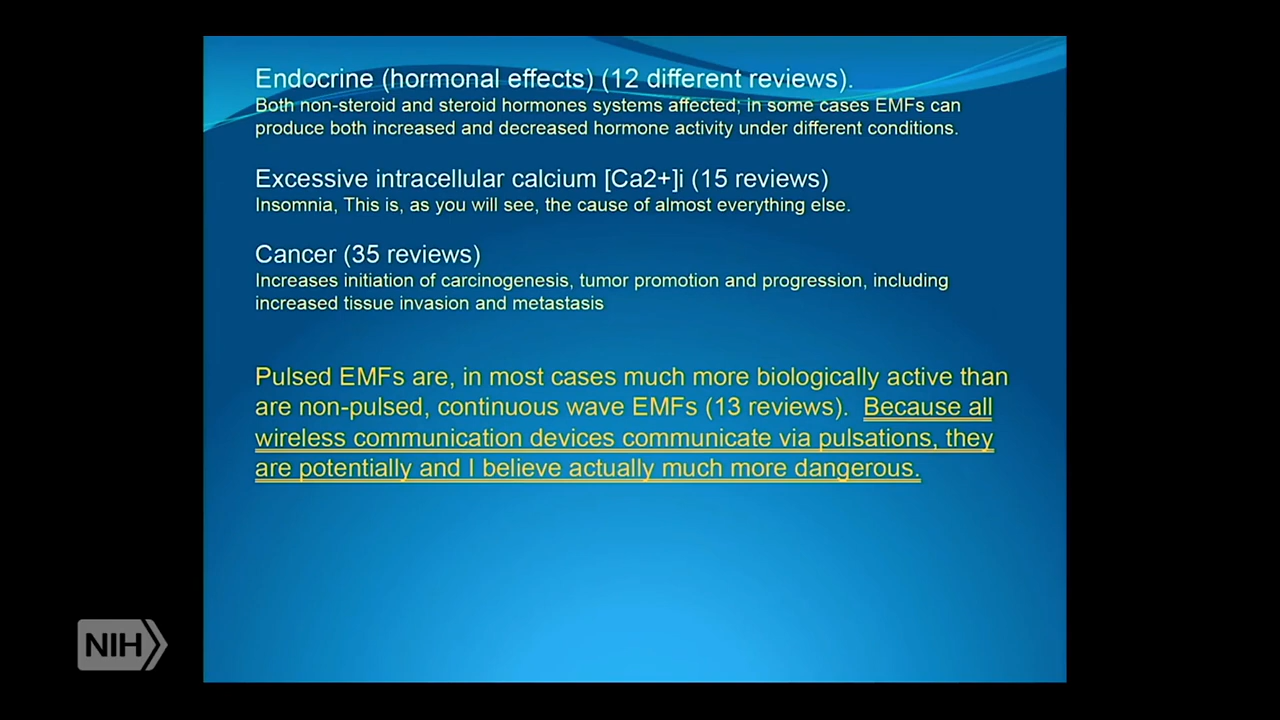 Endocrine (hormonal effects) (12 different reviews).
Both non-steroid and steroid hormones systems affected; in some cases EMFs can
produce both increased and decreased hormone activity under different conditions.
Excessive intracellular calcium [Ca2+]i (15 reviews)
Insomnia, This is, as you will see, the cause of almost everything else.
Cancer (35 reviews)
Increases initiation of carcinogenesis, tumor promotion and progression, including
increased tissue invasion and metastasis
Pulsed EMFs are, in most cases much more biologically active than
are non-pulsed, continuous wave EMFs (13 reviews). Because all
wireless communication devices communicate via pulsations, they
are potentially and I believe actually much more dangerous.
NIH